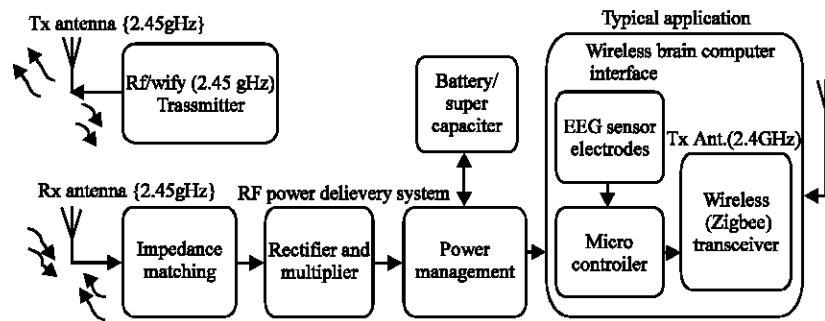 Tx antenna {2.45gHz}
Rf/wify (2.45 gHz)
Trassmitter
Battery/
super
capaciter
Typical application
Wireless brain computer
interface
EEG sensor
electrodes
Tx Ant.(2.4GHz)
Wireless
(Zigbee)
transceiver
Micro
controiler
Rx antenna {2.45gHz}
RF power delievery system
Impedance
matching
Rectifier and
multiplier
Power
management